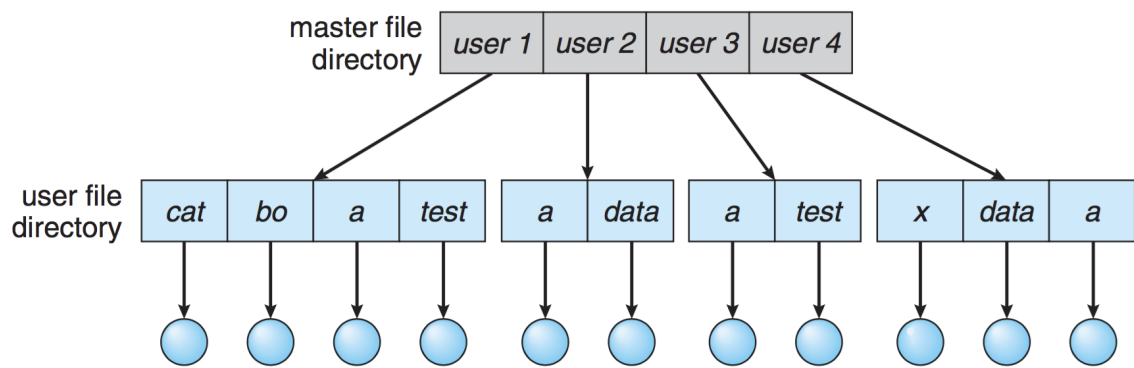 master file
directory
user 1 user 2 user 3 user 4
user file
directory
cat bo a test a data a test x data a